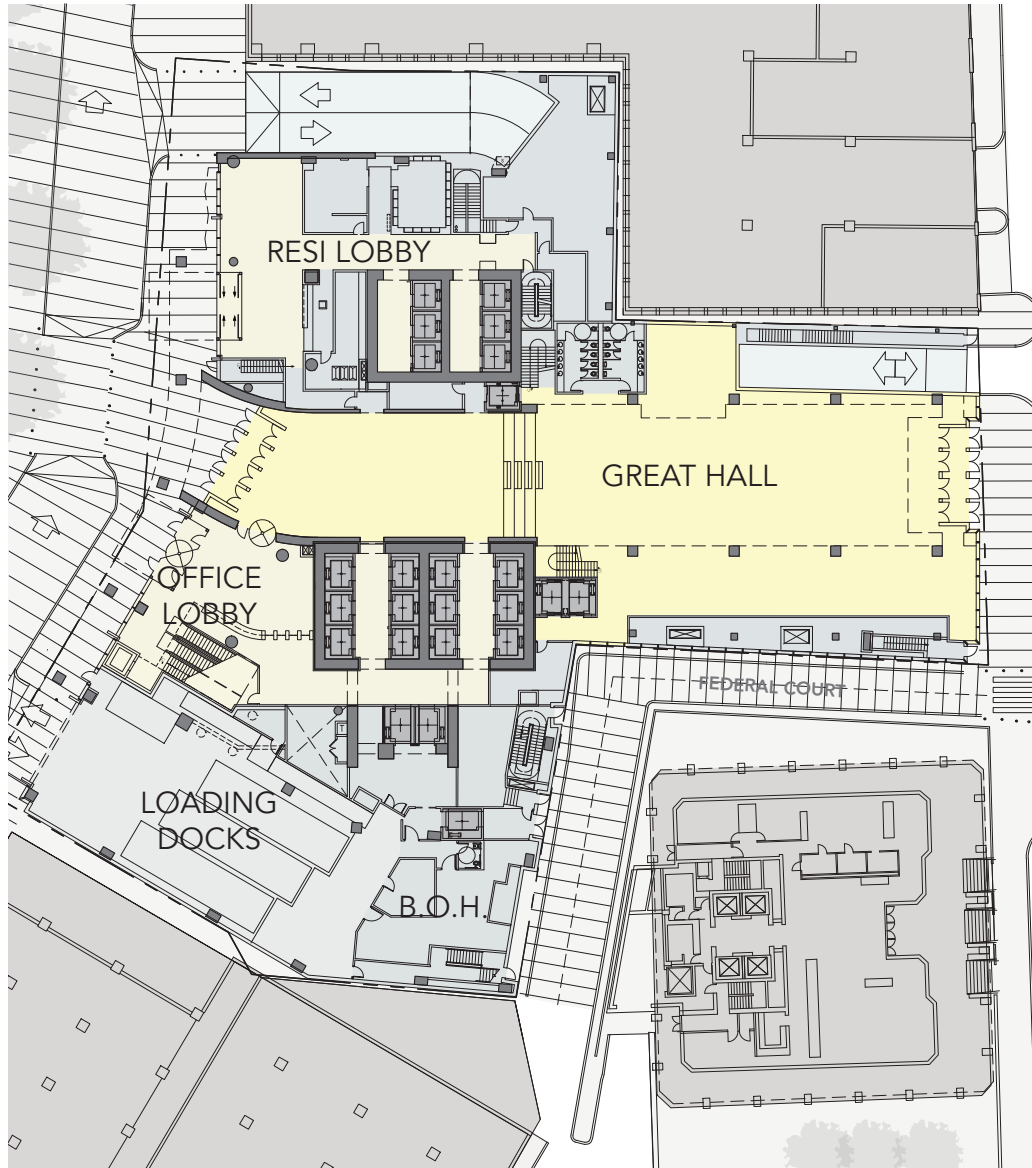 RESI LOBBY
GREAT HALL
OFFICE
LOBBY
FEDERAL COURT
LOADING
DOCKS
B.O.H.
T